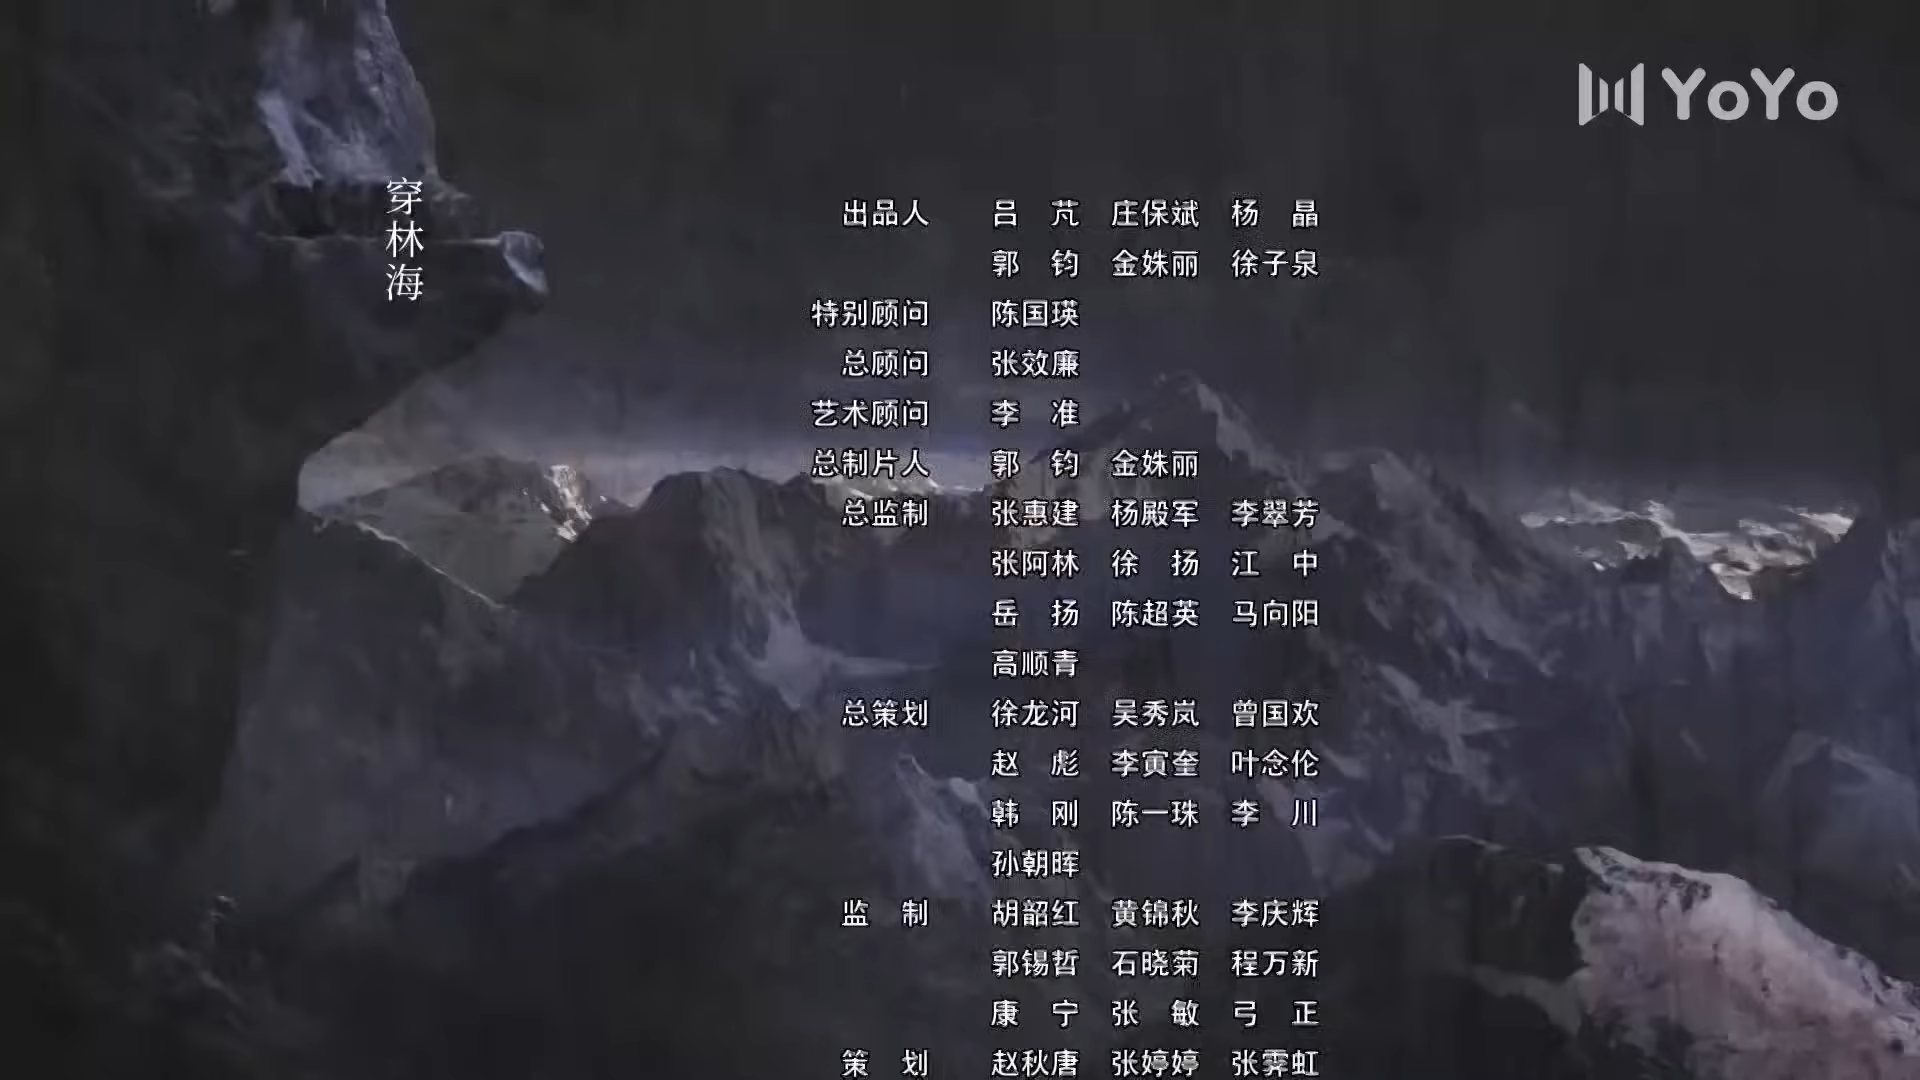 YoYo
穿林海
出品人 吕 芃 庄保斌 杨 晶
郭 钧 金姝丽 徐子泉
特别顾问 陈国瑛
总顾问 张效廉
艺术顾问 李 准
总制片人 郭 钧 金姝丽
总监制 张惠建 杨殿军 李翠芳
张阿林 徐 扬 江 中
岳 扬 陈超英 马向阳
高顺青
总策划 徐龙河 吴秀岚 曾国欢
赵 彪 李寅奎 叶念伦
韩 刚 陈一珠 李 川
孙朝晖
监 制 胡韶红 黄锦秋 李庆辉
郭锡哲 石晓菊 程万新
康 宁 张 敏 弓 正
策 划 赵秋唐 张婷婷 张霁虹